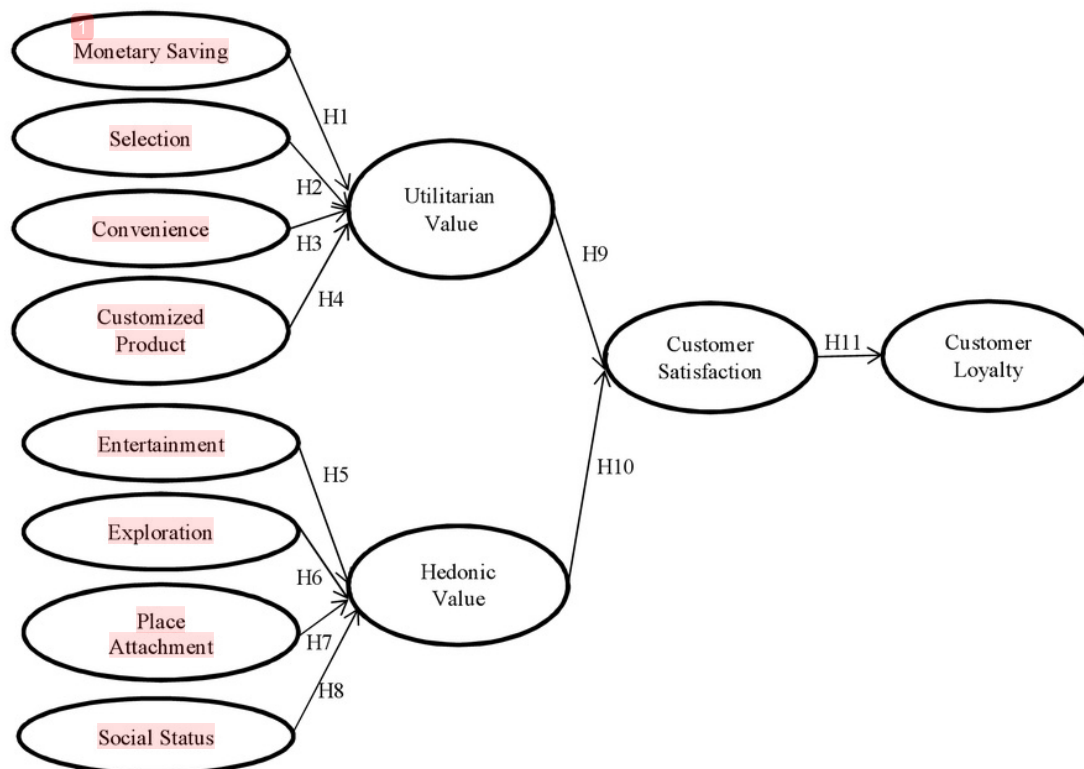 1
Monetary Saving
H1
Selection
H2
Utilitarian
Value
Convenience
H3
H9
Customized
Product
H4
Customer
Satisfaction
H11
Customer
Loyalty
Entertainment
H5
H10
Exploration
H6
Hedonic
Value
Place
Attachment
H7
H8
Social Status